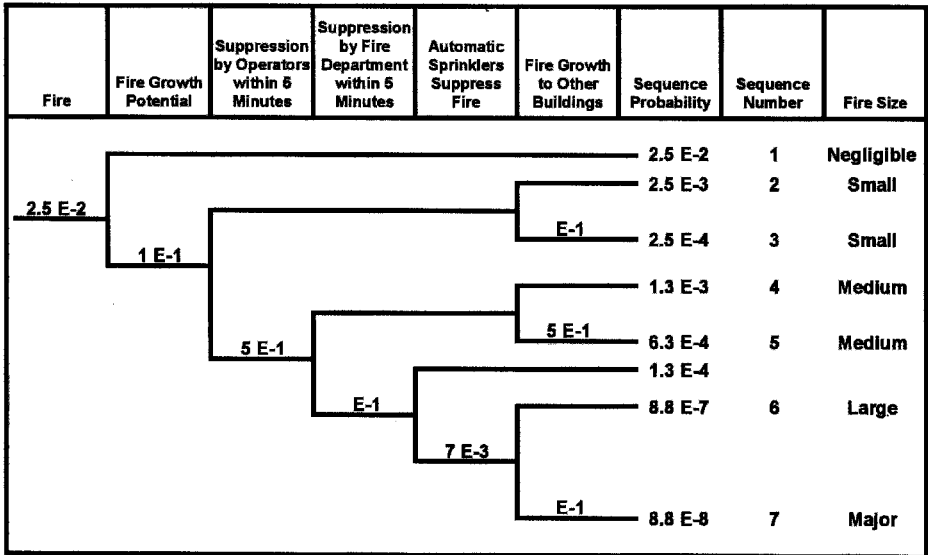 Fire
Fire Growth
Potential
Suppression
by Operators
within 6
Minutes
Suppression
by Fire
Department
within 5
Minutes
Automatic
Sprinklers
Suppress
Fire
Fire Growth
to Other
Buildings
Sequence
Probability
Sequence
Number
Fire Size
2.5 E-2 1 Negligible
2.5 E-3 2 Small
2.5 E-2
E-1
2.5 E-4 3 Small
1 E-1
1.3 E-3 4 Medium
5 E-1
6.3 E-4 5 Medium
5 E-1
1.3 E-4
E-1
8.8 E-7 6 Large
7 E-3
E-1
8.8 E-8 7 Major